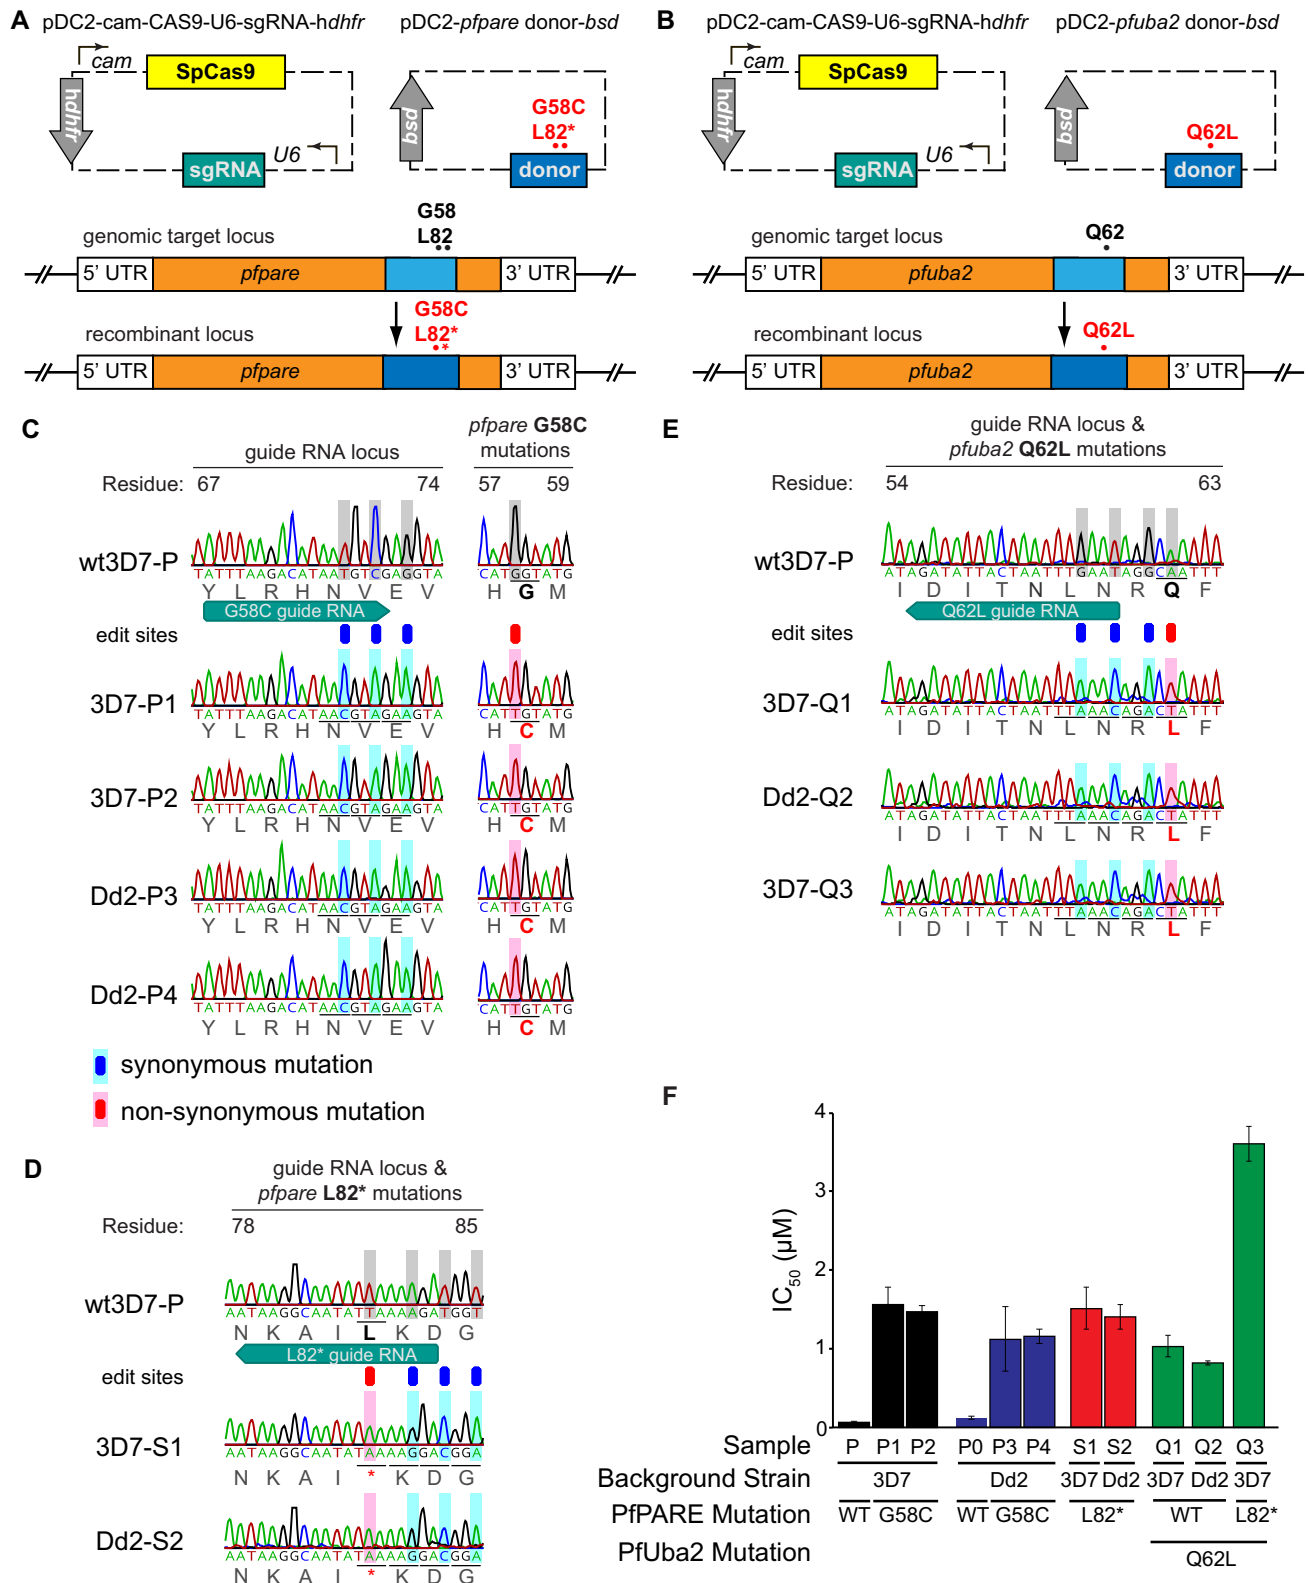 A
pDC2-cam-CAS9-U6-sgRNA-hdhfr
pDC2-pfpare donor-bsd
cam
SpCas9
hdhfr
sgRNA
U6
bsd
G58C
L82*
donor
G58
L82
genomic target locus
5' UTR
pfpare
3' UTR
G58C
L82*
recombinant locus
5' UTR
pfpare
3' UTR
B
pDC2-cam-CAS9-U6-sgRNA-hdhfr
pDC2-pfuba2 donor-bsd
cam
SpCas9
hdhfr
sgRNA
U6
bsd
Q62L
donor
genomic target locus
Q62
5' UTR
pfuba2
3' UTR
recombinant locus
Q62L
5' UTR
pfuba2
3' UTR
C
guide RNA locus
pfpare G58C
mutations
Residue: 67 74 57 59
wt3D7-P
TATTTAAGACATAATGTCGAGGTA CATGGTATG
Y L R H N V E V H G M
G58C guide RNA
edit sites
3D7-P1
TATTTAAGACATAACGTAGAAGTA CATTGTATG
Y L R H N V E V H C M
3D7-P2
TATTTAAGACATAACGTAGAAGTA CATTGTATG
Y L R H N V E V H C M
Dd2-P3
TATTTAAGACATAACGTAGAAGTA CATTGTATG
Y L R H N V E V H C M
Dd2-P4
TATTTAAGACATAACGTAGAAGTA CATTGTATG
Y L R H N V E V H C M
synonymous mutation
non-synonymous mutation
D
guide RNA locus &
pfpare L82* mutations
Residue: 78 85
wt3D7-P
AATAAGGCAATATTAAAAGATGGT
N K A I L K D G
L82* guide RNA
edit sites
3D7-S1
AATAAGGCAATATAAAAGGACGGA
N K A I * K D G
Dd2-S2
AATAAGGCAATATAAAAGGACGGA
N K A I * K D G
E
guide RNA locus &
pfuba2 Q62L mutations
Residue: 54 63
wt3D7-P
ATAGATATTACTAATTTGAATAGGCAATTT
I D I T N L N R Q F
Q62L guide RNA
edit sites
3D7-Q1
ATAGATATTACTAATTTAAACAGACTATTT
I D I T N L N R L F
Dd2-Q2
ATAGATATTACTAATTTAAACAGACTATTT
I D I T N L N R L F
3D7-Q3
ATAGATATTACTAATTTAAACAGACTATTT
I D I T N L N R L F
F
IC50 (µM)
4
3
2
1
0
Sample P P1 P2 P0 P3 P4 S1 S2 Q1 Q2 Q3
Background Strain 3D7 Dd2 3D7 Dd2 3D7 Dd2 3D7
PfPARE Mutation WT G58C WT G58C L82* WT L82*
PfUba2 Mutation Q62L